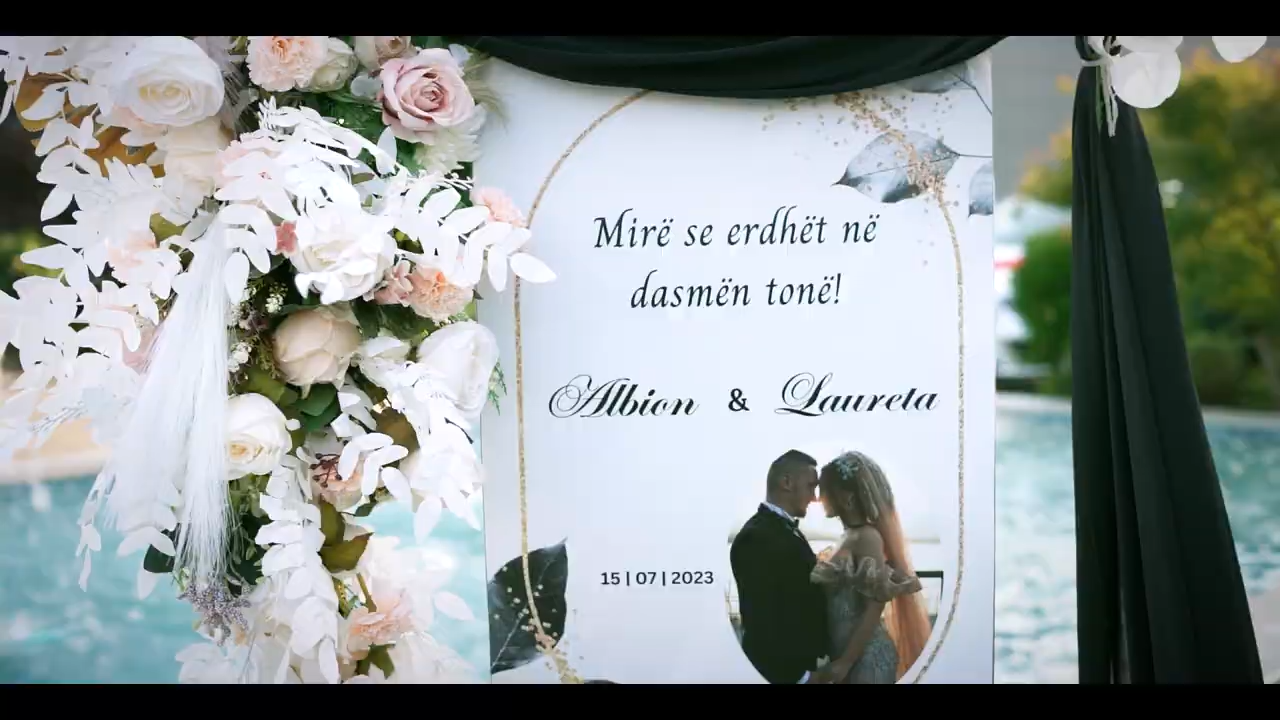 Mirë se erdhët në
dasmën tonë!
Albion & Laureta
15 | 07 | 2023